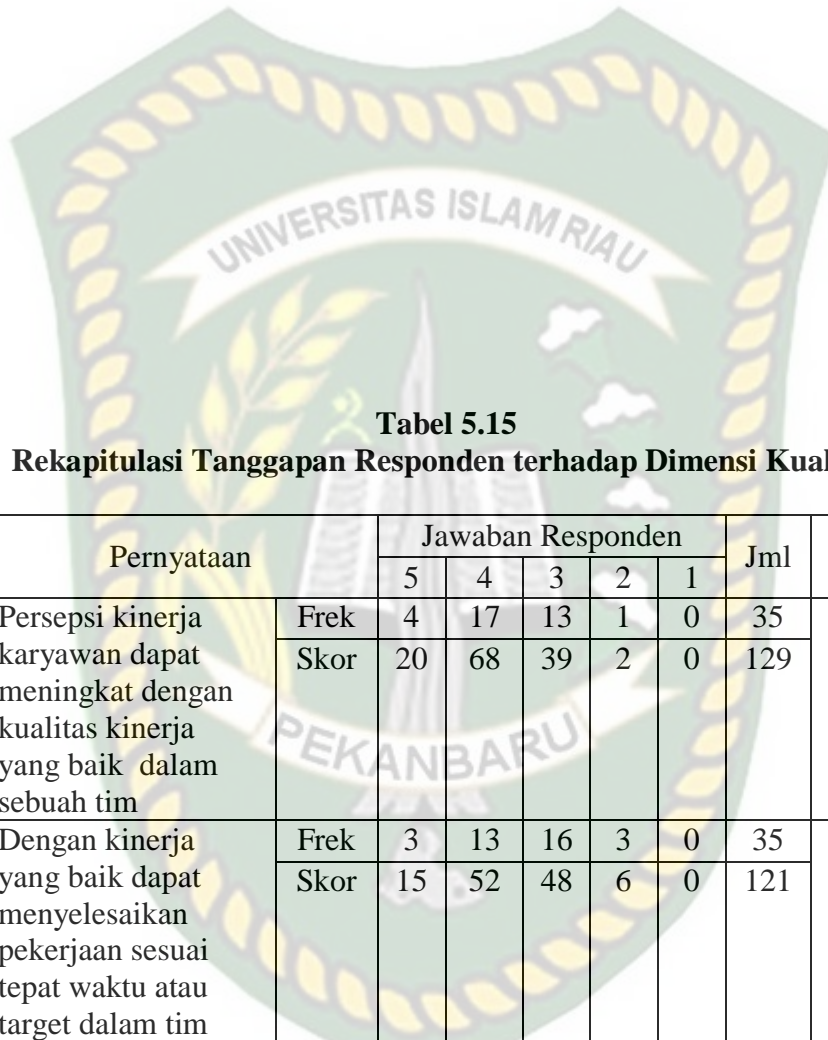 UNIVERSITAS ISLAM RIAU
Tabel 5.15
Rekapitulasi Tanggapan Responden terhadap Dimensi
Pernyataan Jawaban Responden Jml
5 4 3 2 1
Persepsi kinerja Frek 4 17 13 1 0 35
karyawan dapat Skor 20 68 39 2 0 129
meningkat dengan
kualitas kinerja
yang baik dalam
sebuah tim
PEKANBARU
Dengan kinerja Frek 3 13 16 3 0 35
yang baik dapat Skor 15 52 48 6 0 121
menyelesaikan
pekerjaan sesuai
tepat waktu atau
target dalam tim